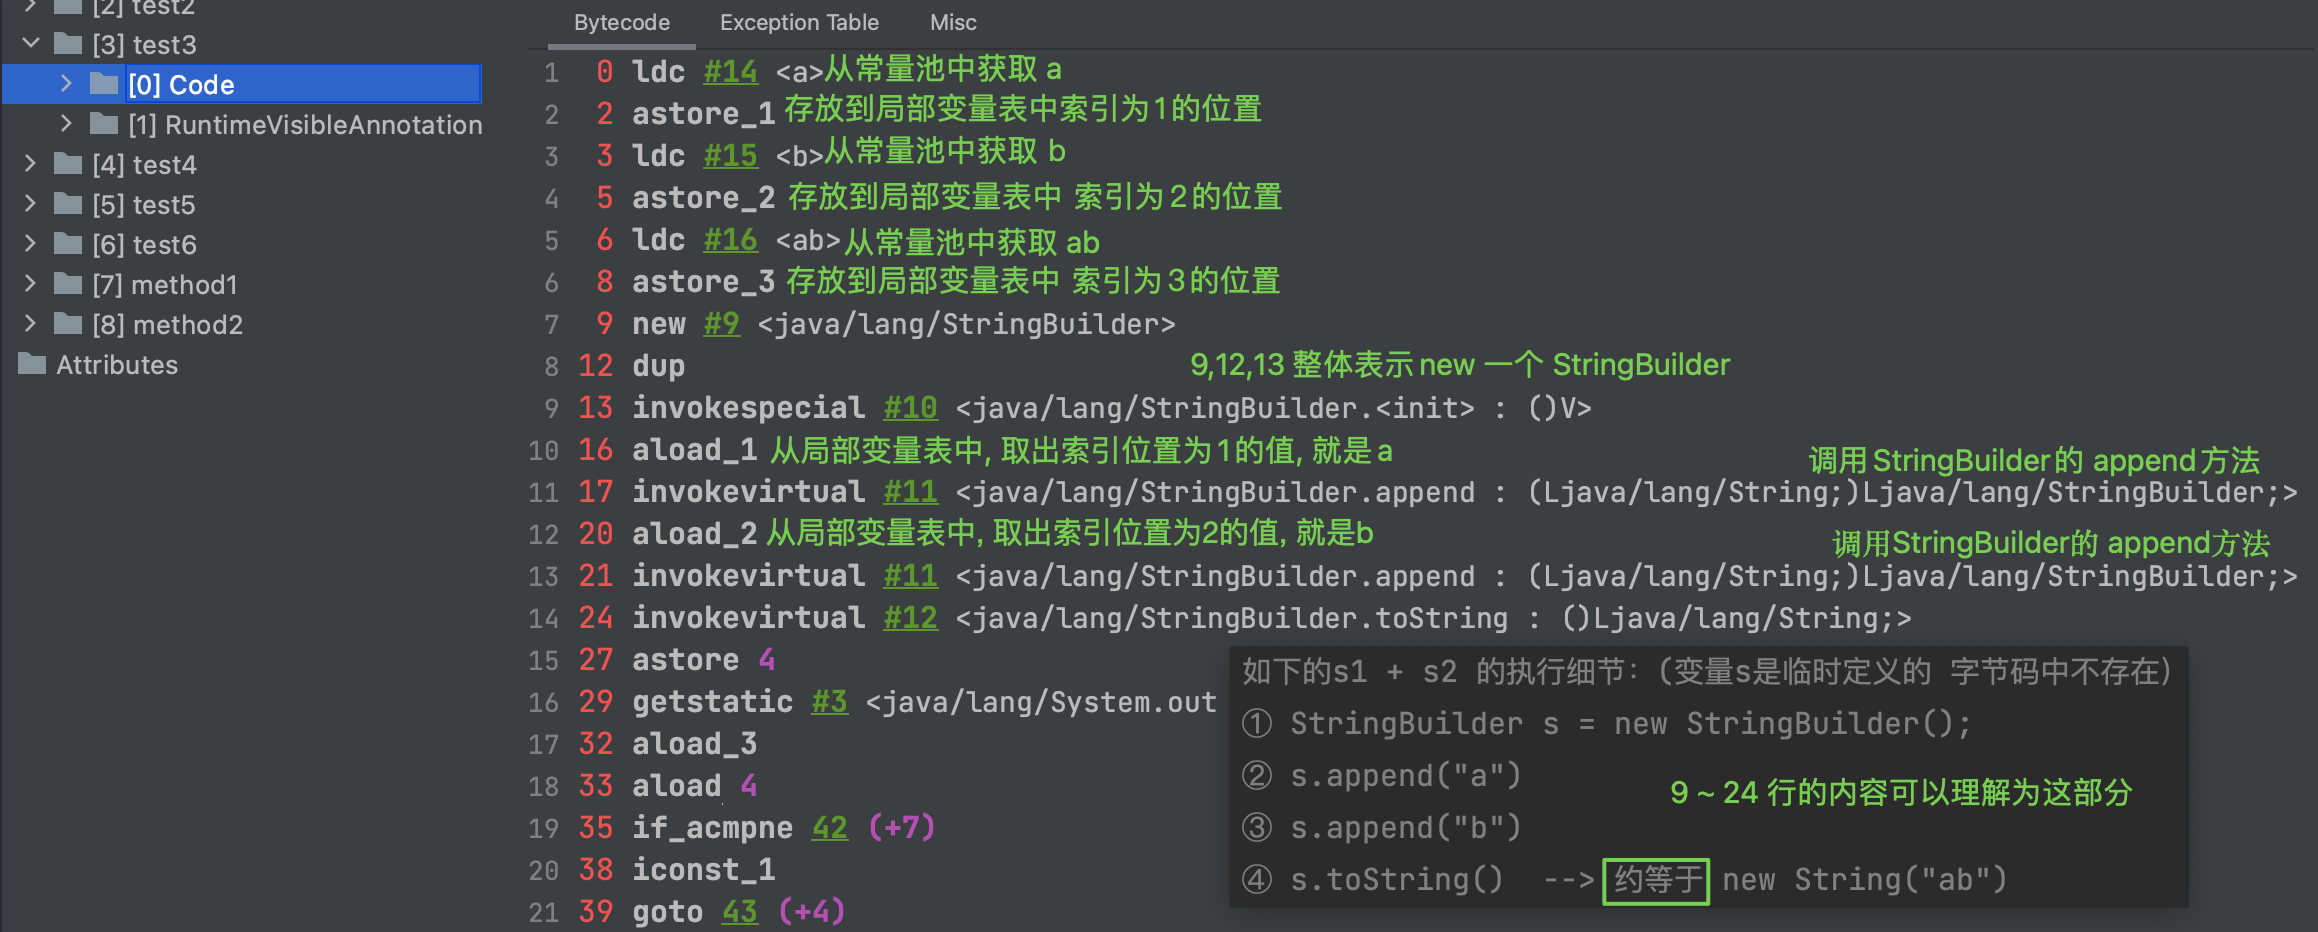 [2] test2
[3] test3
[0] Code
[1] RuntimeVisibleAnnotation
[4] test4
[5] test5
[6] test6
[7] method1
[8] method2
Attributes
Bytecode Exception Table Misc
1 0 ldc #14 <a>从常量池中获取 a
2 2 astore_1 存放到局部变量表中索引为1的位置
3 3 ldc #15 <b>从常量池中获取 b
4 5 astore_2 存放到局部变量表中 索引为2的位置
5 6 ldc #16 <ab>从常量池中获取 ab
6 8 astore_3 存放到局部变量表中 索引为3的位置
7 9 new #9 <java/lang/StringBuilder>
8 12 dup 9,12,13 整体表示new 一个 StringBuilder
9 13 invokespecial #10 <java/lang/StringBuilder.<init> : ()V>
10 16 aload_1 从局部变量表中, 取出索引位置为1的值, 就是a
调用StringBuilder的 append方法
11 17 invokevirtual #11 <java/lang/StringBuilder.append : (Ljava/lang/String;)Ljava/lang/StringBuilder;>
12 20 aload_2 从局部变量表中, 取出索引位置为2的值, 就是b
调用StringBuilder的 append方法
13 21 invokevirtual #11 <java/lang/StringBuilder.append : (Ljava/lang/String;)Ljava/lang/StringBuilder;>
14 24 invokevirtual #12 <java/lang/StringBuilder.toString : ()Ljava/lang/String;>
15 27 astore 4
16 29 getstatic #3 <java/lang/System.out
17 32 aload_3
18 33 aload 4
19 35 if_acmpne 42 (+7)
20 38 iconst_1
21 39 goto 43 (+4)
如下的s1 + s2 的执行细节：（变量s是临时定义的 字节码中不存在）
① StringBuilder s = new StringBuilder();
② s.append("a")
9 ~ 24 行的内容可以理解为这部分
③ s.append("b")
④ s.toString() --> 约等于 new String("ab")